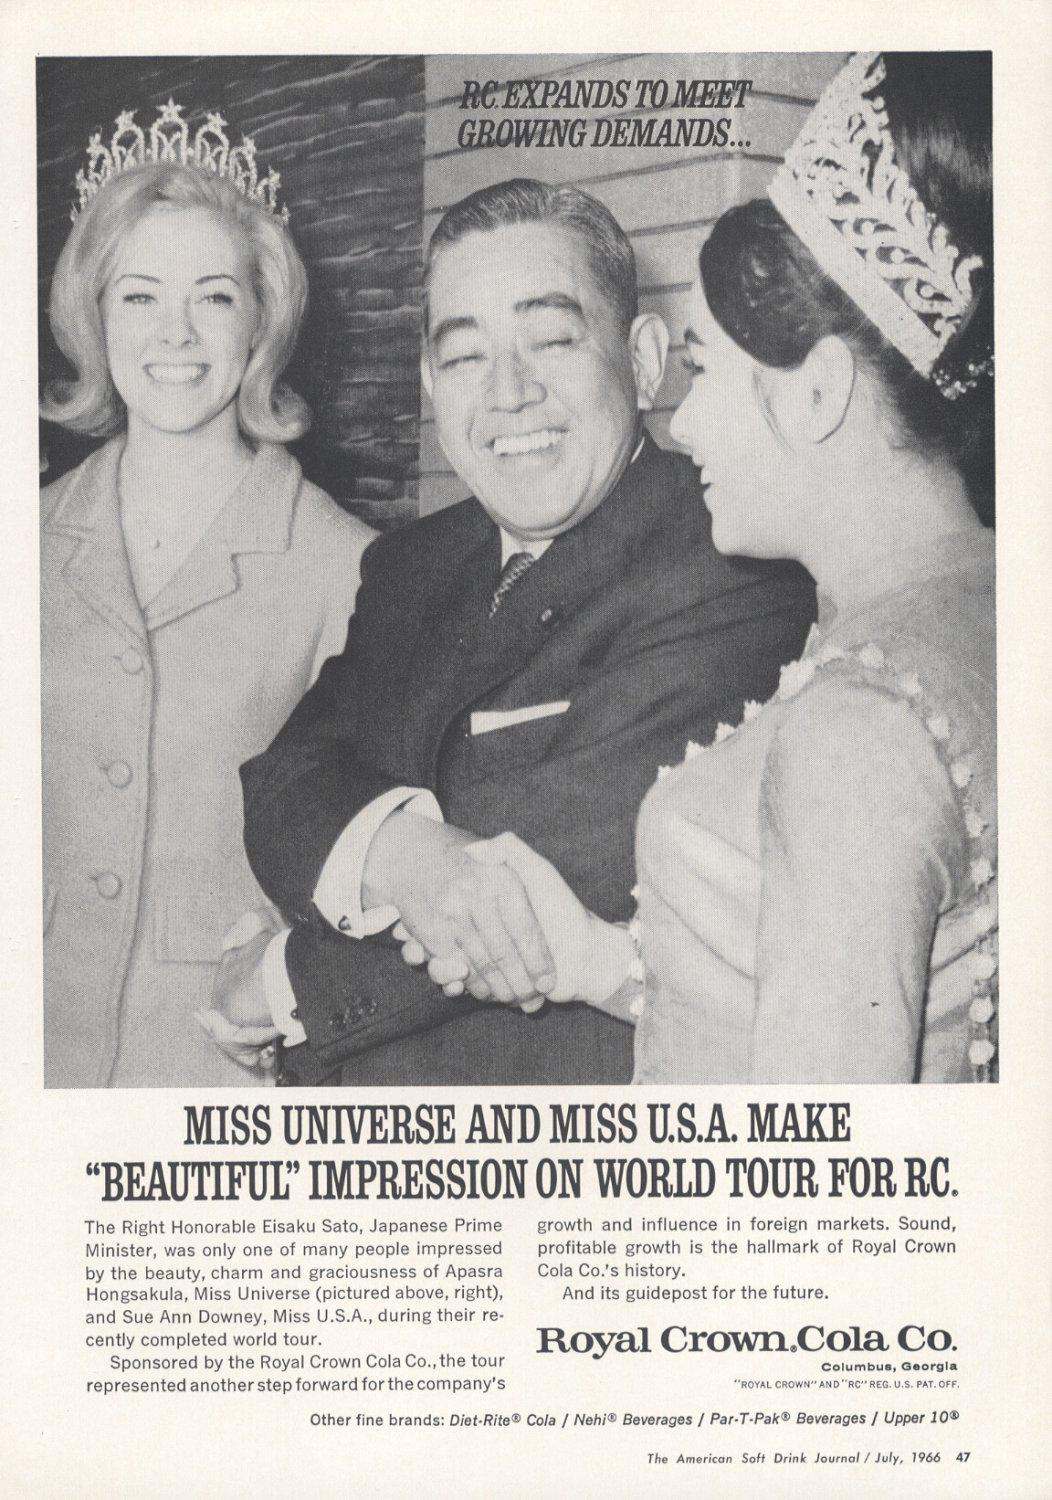 RC® EXPANDS TO MEET
GROWING DEMANDS...
MISS UNIVERSE AND MISS U.S.A. MAKE
“BEAUTIFUL” IMPRESSION ON WORLD TOUR FOR RC®
The Right Honorable Eisaku Sato, Japanese Prime
Minister, was only one of many people impressed
by the beauty, charm and graciousness of Apasra
Hongsakula, Miss Universe (pictured above, right),
and Sue Ann Downey, Miss U.S.A., during their re-
cently completed world tour.
Sponsored by the Royal Crown Cola Co., the tour
represented another step forward for the company's
growth and influence in foreign markets. Sound,
profitable growth is the hallmark of Royal Crown
Cola Co.'s history.
And its guidepost for the future.
Royal Crown® Cola Co.
Columbus, Georgia
"ROYAL CROWN" AND "RC" REG. U.S. PAT. OFF.
Other fine brands: Diet-Rite® Cola / Nehi® Beverages / Par-T-Pak® Beverages / Upper 10®
The American Soft Drink Journal / July, 1966 47